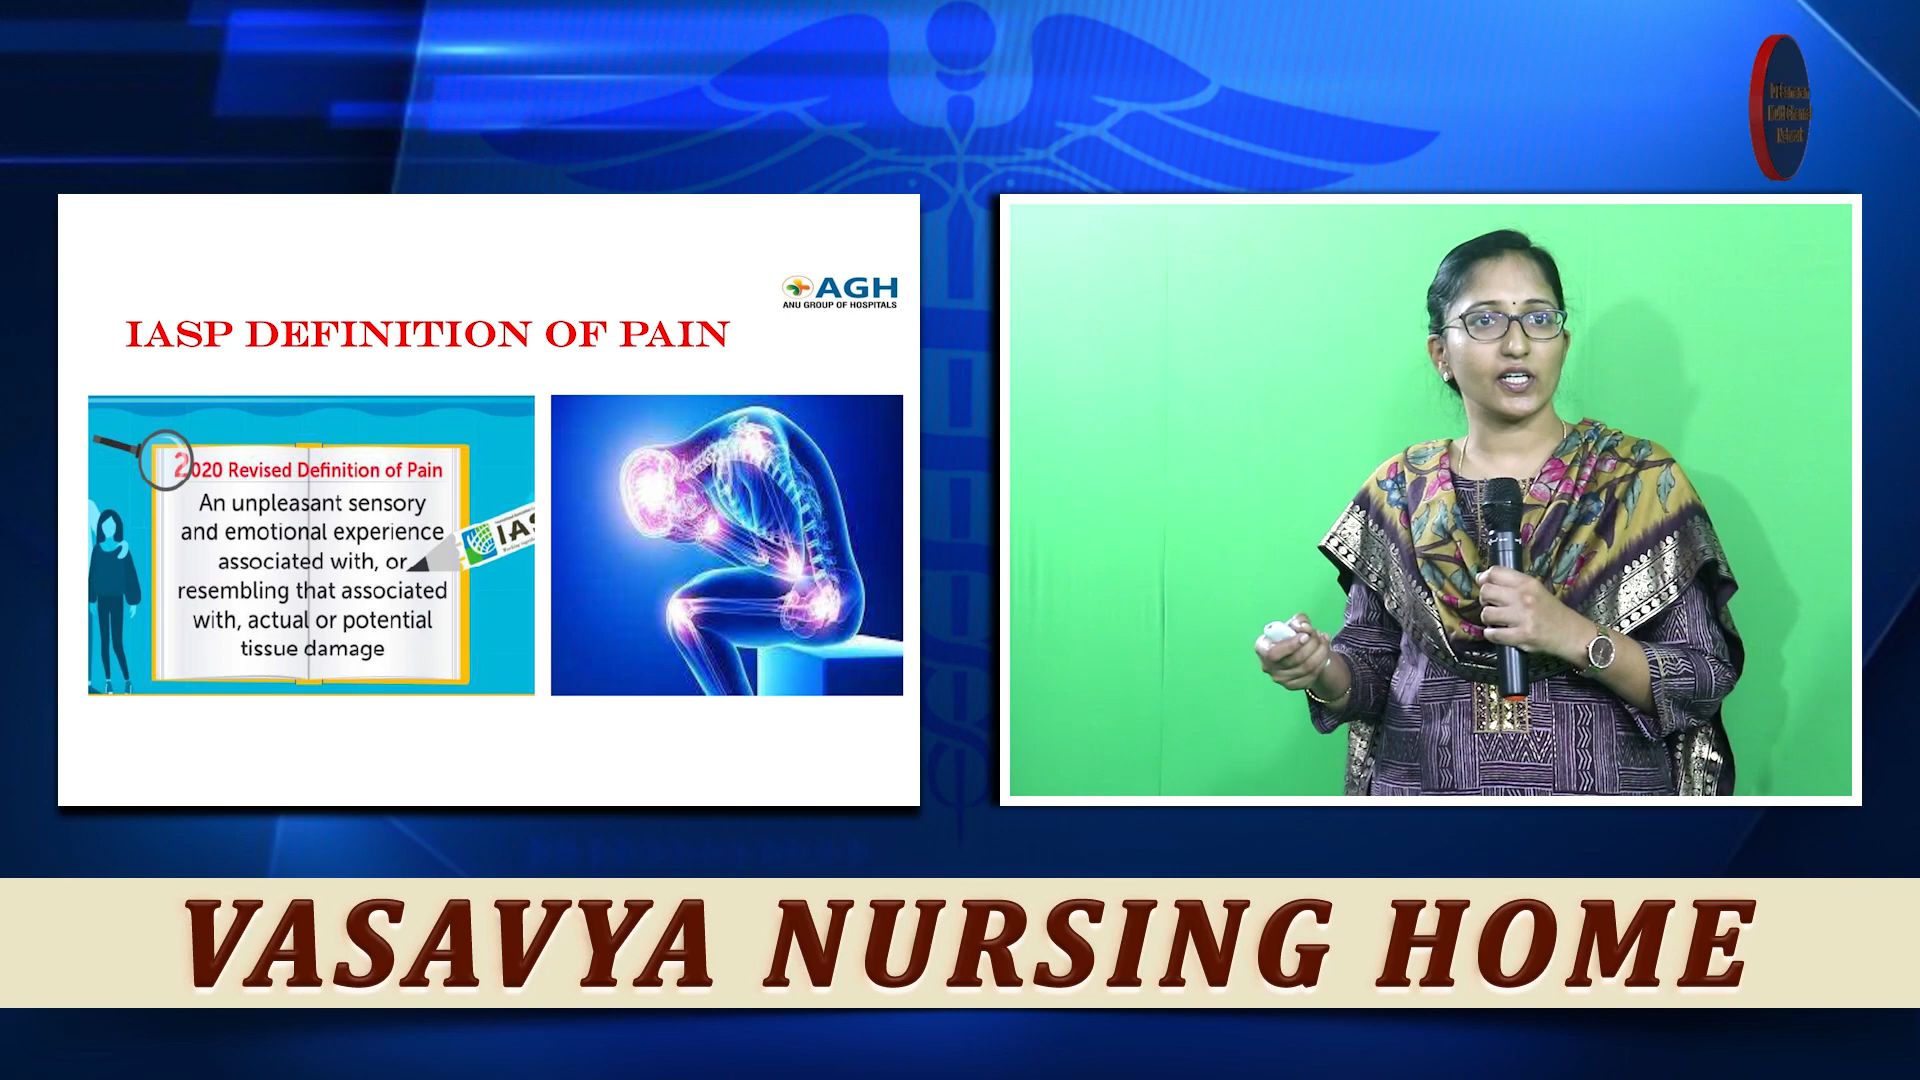 AGH
ANU GROUP OF HOSPITALS
IASP DEFINITION OF PAIN
2020 Revised Definition of Pain
An unpleasant sensory
and emotional experience
associated with, or
resembling that associated
with, actual or potential
tissue damage
VASAVYA NURSING HOME